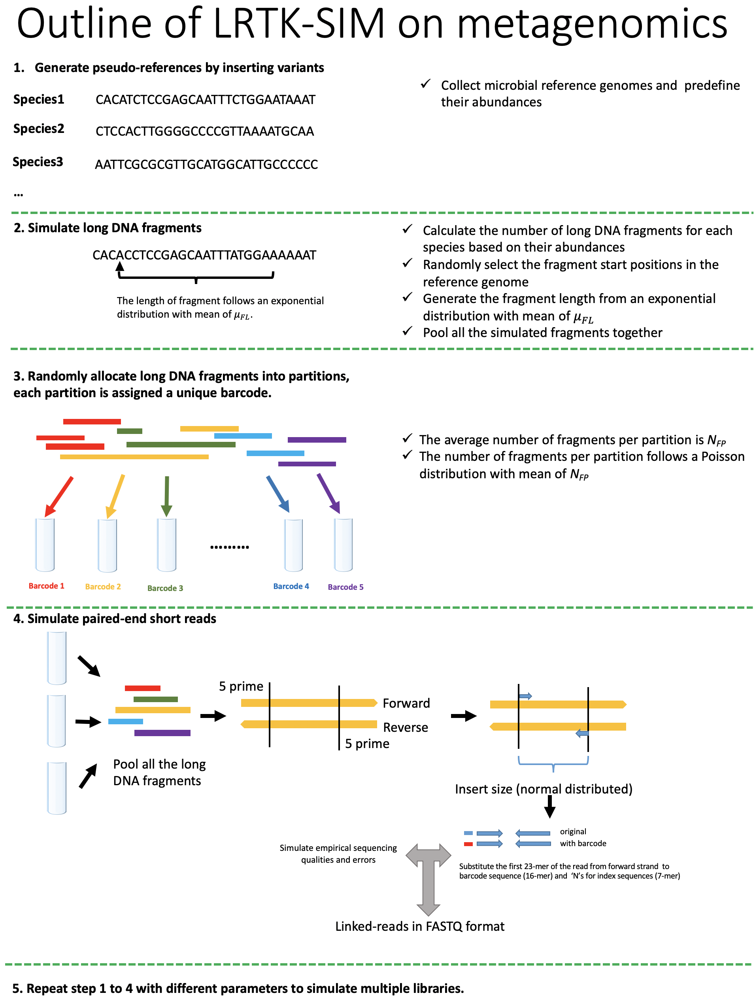 Outline of LRTK-SIM on metagenomics
1. Generate pseudo-references by inserting variants
Species1 CACATCTCCGAGCAATTTCTGGAATAAAT
Species2 CTCCACTTGGGGCCCCGTTAAAATGCAA
Species3 AATTCGCGCGTTGCATGGCATTGCCCCCC
...
✓ Collect microbial reference genomes and predefine
their abundances
2. Simulate long DNA fragments
CACACCTCCGAGCAATTTATGGAAAAAAT
The length of fragment follows an exponential
distribution with mean of μFL.
✓ Calculate the number of long DNA fragments for each
species based on their abundances
✓ Randomly select the fragment start positions in the
reference genome
✓ Generate the fragment length from an exponential
distribution with mean of μFL
✓ Pool all the simulated fragments together
3. Randomly allocate long DNA fragments into partitions,
each partition is assigned a unique barcode.
✓ The average number of fragments per partition is NFP
✓ The number of fragments per partition follows a Poisson
distribution with mean of NFP
.........
Barcode 1 Barcode 2 Barcode 3 Barcode 4 Barcode 5
4. Simulate paired-end short reads
Pool all the long
DNA fragments
5 prime
Forward
Reverse
5 prime
Insert size (normal distributed)
original
with barcode
Substitute the first 23-mer of the read from forward strand to
barcode sequence (16-mer) and 'N's for index sequences (7-mer)
Simulate empirical sequencing
qualities and errors
Linked-reads in FASTQ format
5. Repeat step 1 to 4 with different parameters to simulate multiple libraries.